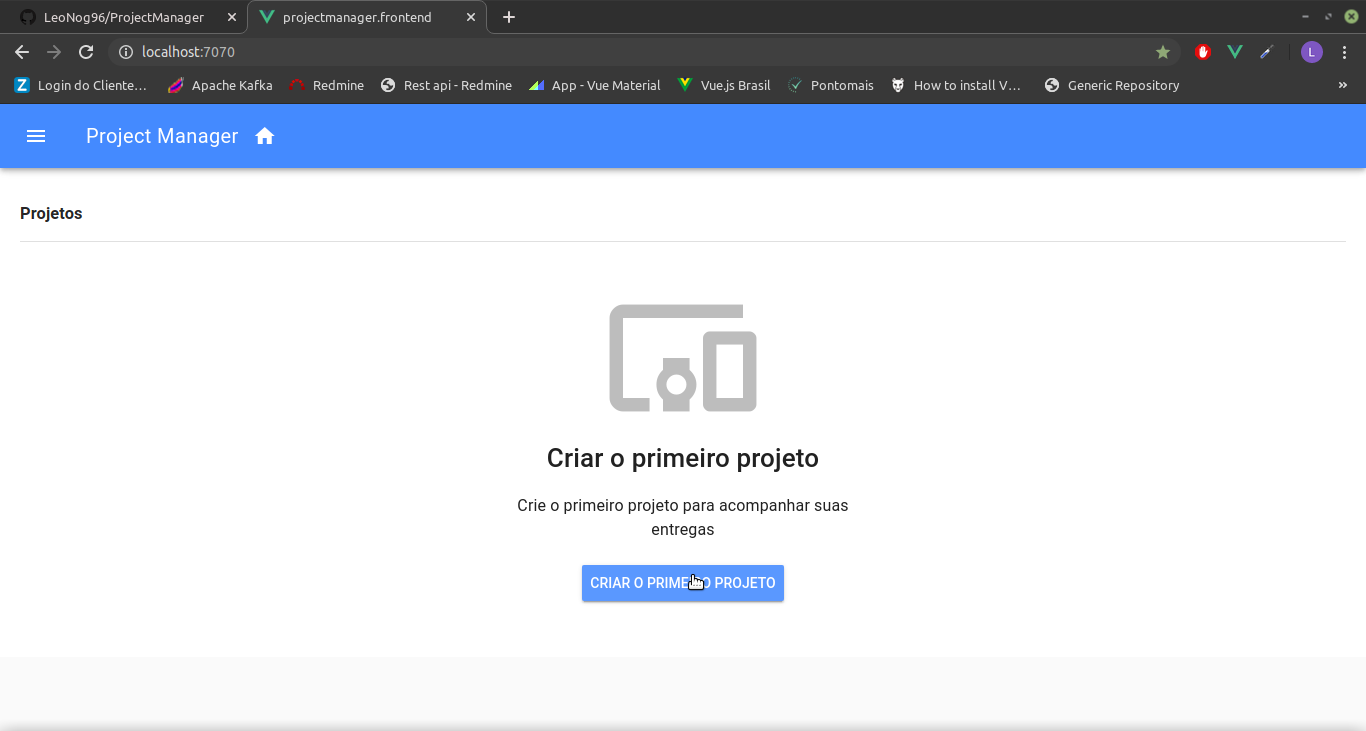 LeoNog96/ProjectManager
projectmanager.frontend
localhost:7070
L
Z Login do Cliente… Apache Kafka Redmine Rest api - Redmine App - Vue Material Vue.js Brasil Pontomais How to install V… Generic Repository »
Project Manager
Projetos
Criar o primeiro projeto
Crie o primeiro projeto para acompanhar suas
entregas
CRIAR O PRIMEIRO PROJETO